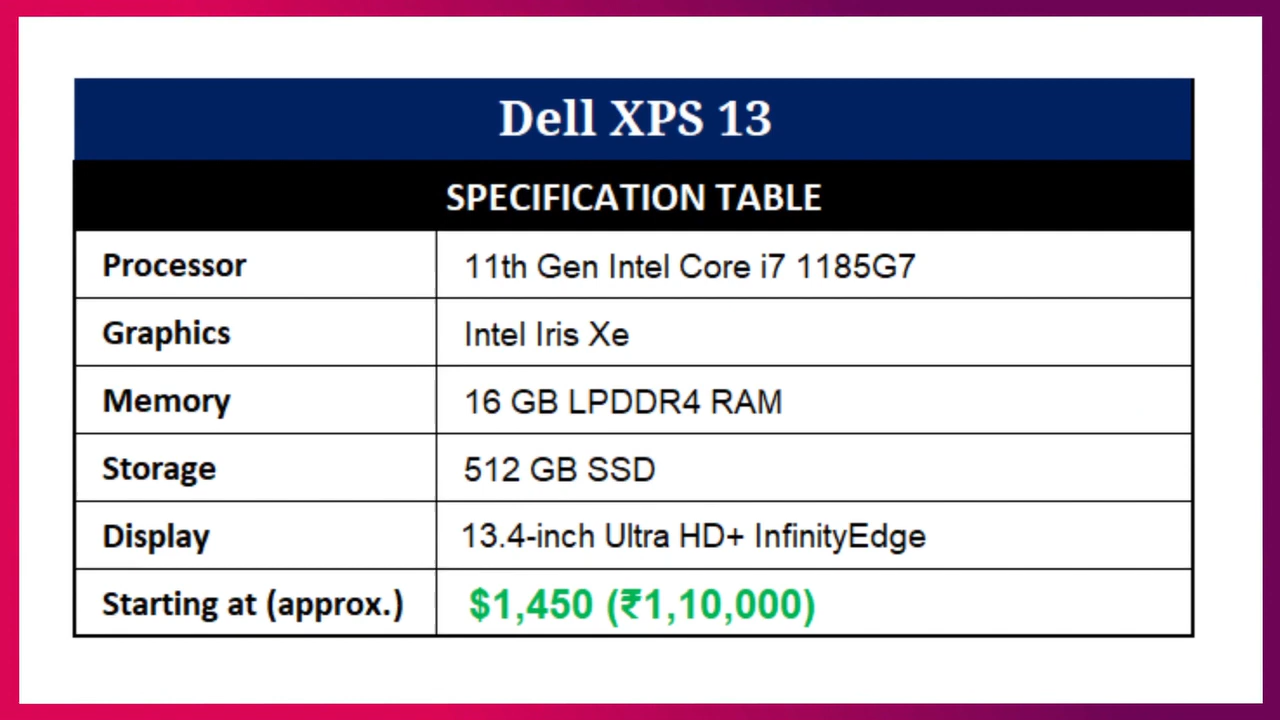 Dell XPS 13
SPECIFICATION TABLE
Processor 11th Gen Intel Core i7 1185G7
Graphics Intel Iris Xe
Memory 16 GB LPDDR4 RAM
Storage 512 GB SSD
Display 13.4-inch Ultra HD+ InfinityEdge
Starting at (approx.) $1,450 (₹1,10,000)